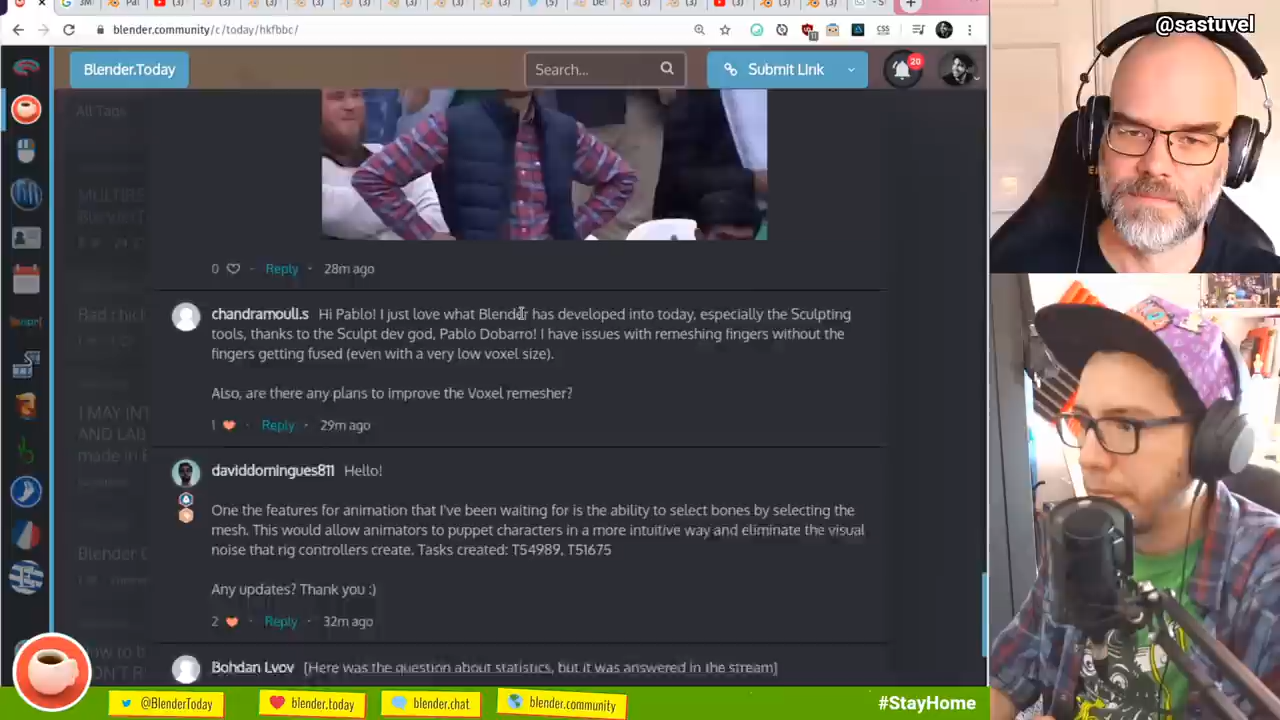 blender.community/c/today/hkfbbc/
Blender.Today
Search...
Submit Link
20
All Tags
0 · Reply · 28m ago
chandramouli.s Hi Pablo! I just love what Blender has developed into today, especially the Sculpting
tools, thanks to the Sculpt dev god, Pablo Dobarro! I have issues with remeshing fingers without the
fingers getting fused (even with a very low voxel size).
Also, are there any plans to improve the Voxel remesher?
1 · Reply · 29m ago
daviddomingues811 Hello!
One the features for animation that I've been waiting for is the ability to select bones by selecting the
mesh. This would allow animators to puppet characters in a more intuitive way and eliminate the visual
noise that rig controllers create. Tasks created: T54989, T51675
Any updates? Thank you :)
2 · Reply · 32m ago
Bohdan Lvov [Here was the question about statistics, but it was answered in the stream]
@BlenderToday
blender.today
blender.chat
blender.community
#StayHome
@sastuvel